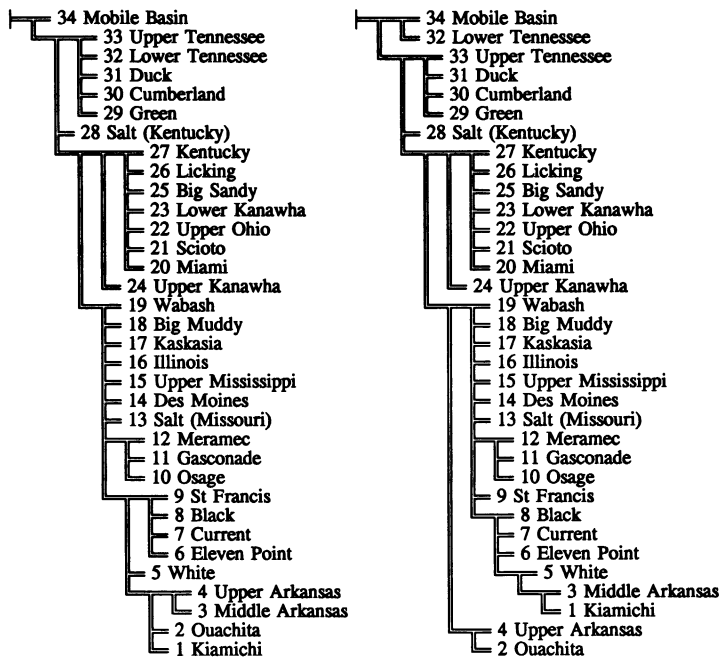 34 Mobile Basin
33 Upper Tennessee
32 Lower Tennessee
31 Duck
30 Cumberland
29 Green
28 Salt (Kentucky)
27 Kentucky
26 Licking
25 Big Sandy
23 Lower Kanawha
22 Upper Ohio
21 Scioto
20 Miami
24 Upper Kanawha
19 Wabash
18 Big Muddy
17 Kaskasia
16 Illinois
15 Upper Mississippi
14 Des Moines
13 Salt (Missouri)
12 Meramec
11 Gasconade
10 Osage
9 St Francis
8 Black
7 Current
6 Eleven Point
5 White
4 Upper Arkansas
3 Middle Arkansas
2 Ouachita
1 Kiamichi
34 Mobile Basin
32 Lower Tennessee
33 Upper Tennessee
31 Duck
30 Cumberland
29 Green
28 Salt (Kentucky)
27 Kentucky
26 Licking
25 Big Sandy
23 Lower Kanawha
22 Upper Ohio
21 Scioto
20 Miami
24 Upper Kanawha
19 Wabash
18 Big Muddy
17 Kaskasia
16 Illinois
15 Upper Mississippi
14 Des Moines
13 Salt (Missouri)
12 Meramec
11 Gasconade
10 Osage
9 St Francis
8 Black
7 Current
6 Eleven Point
5 White
3 Middle Arkansas
1 Kiamichi
4 Upper Arkansas
2 Ouachita